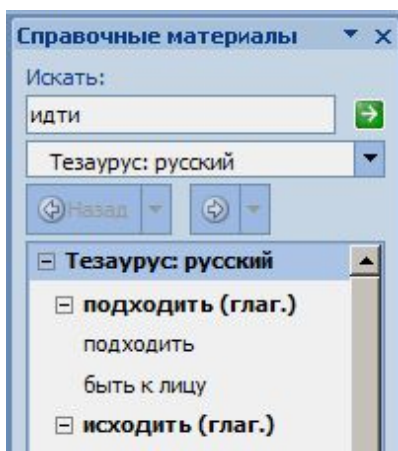 Справочные материалы
Искать:
идти
Тезаурус: русский
Назад
Тезаурус: русский
подходить (глаг.)
подходить
быть к лицу
исходить (глаг.)